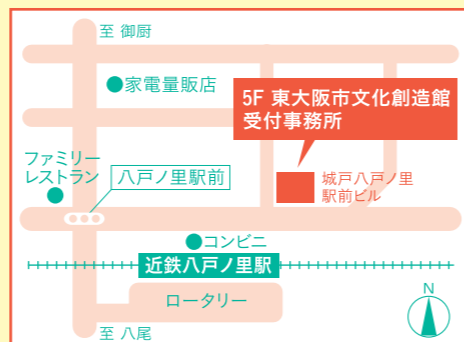 至 御厨
家電量販店
5F 東大阪市文化創造館
受付事務所
ファミリー
レストラン
八戸ノ里駅前
城戸八戸ノ里
駅前ビル
コンビニ
近鉄八戸ノ里駅
ロータリー
N
至 八尾